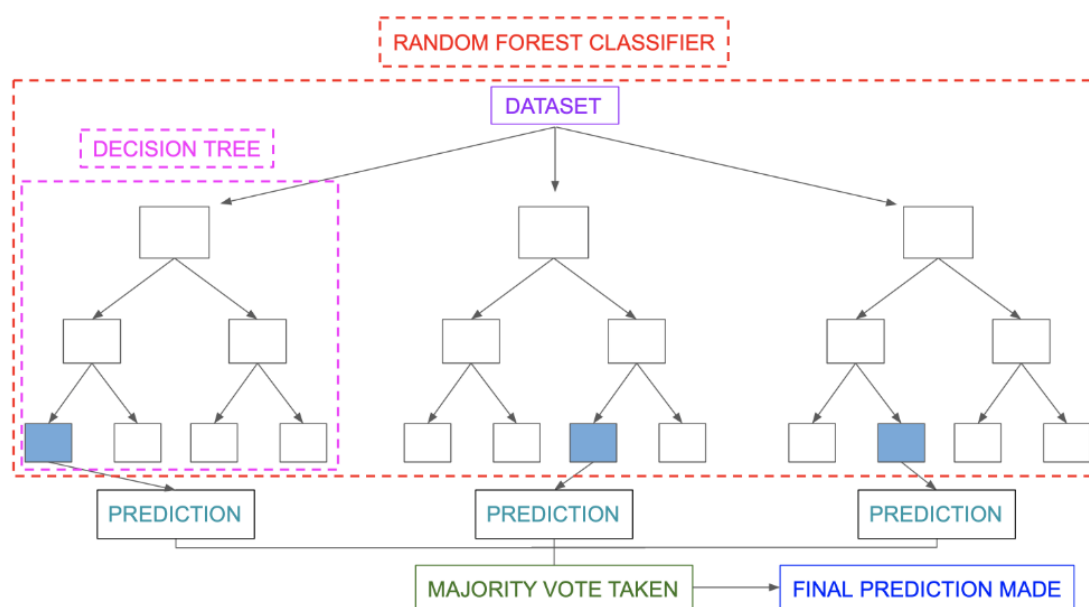 RANDOM FOREST CLASSIFIER
DATASET
DECISION TREE
PREDICTION
PREDICTION
PREDICTION
MAJORITY VOTE TAKEN
FINAL PREDICTION MADE